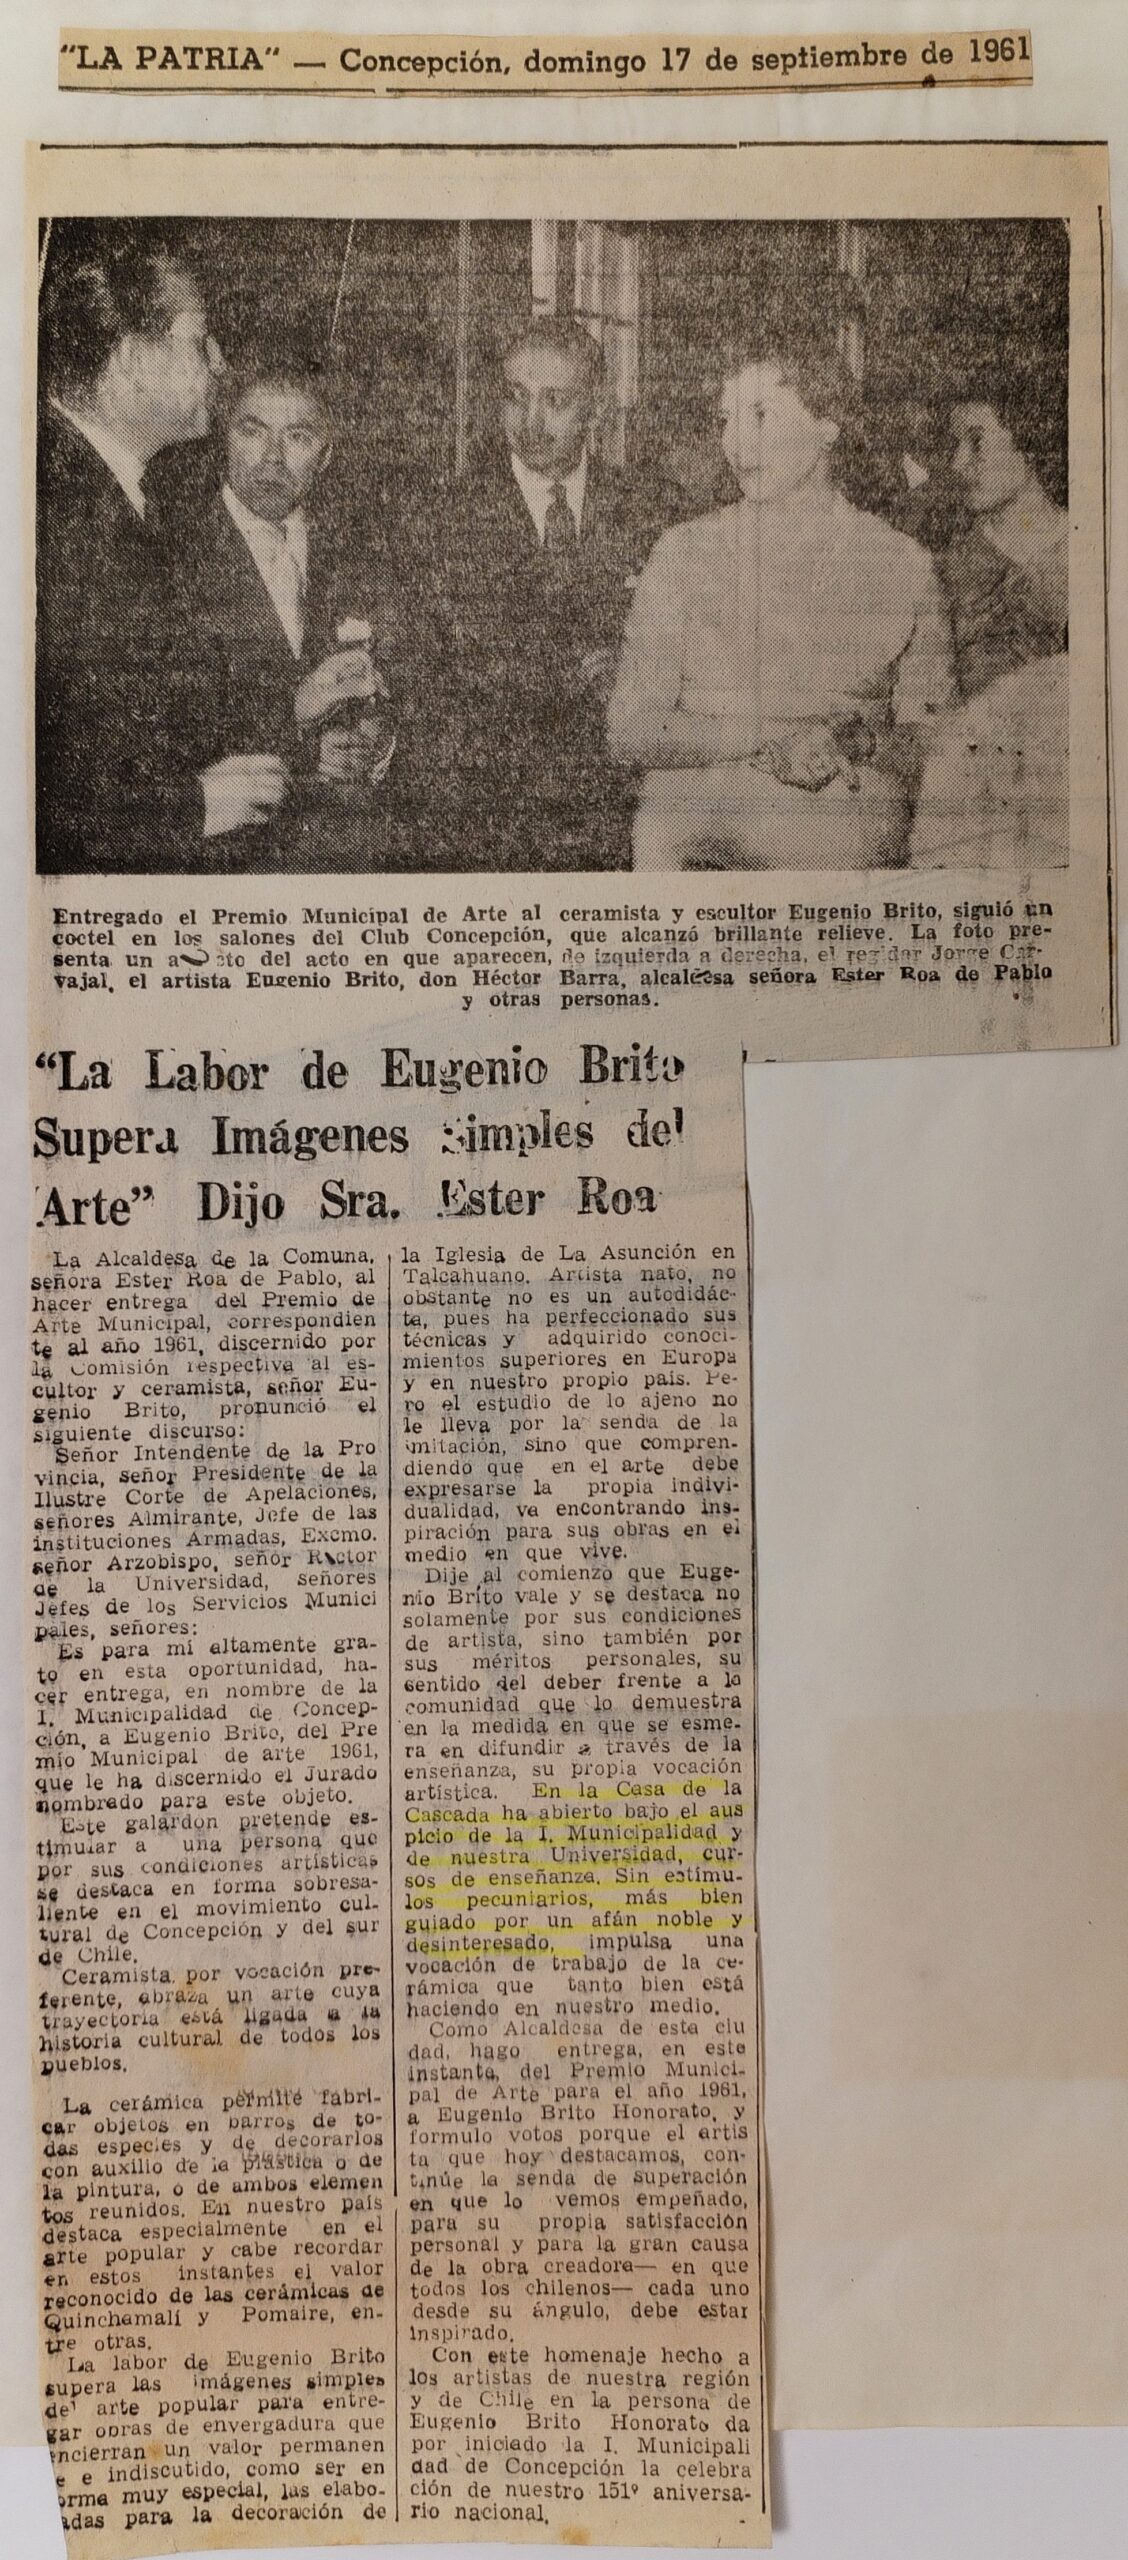 "LA PATRIA" — Concepción, domingo 17 de septiembre de 1961
Entregado el Premio Municipal de Arte al ceramista y escultor Eugenio Brito, siguió un
coctel en los salones del Club Concepción, que alcanzó brillante relieve. La foto pre-
senta un del acto en que aparecen, de izquierda a derecha, el regidor Jorge Car-
vajal, el artista Eugenio Brito, don Héctor Barra, alcaldesa señora Ester Roa de Pablo
y otras personas.
"La Labor de Eugenio Brito
Supera Imágenes Simples del
Arte" Dijo Sra. Ester Roa
La Alcaldesa de la Comuna,
señora Ester Roa de Pablo, al
hacer entrega del Premio de
Arte Municipal, correspondien
te al año 1961, discernido por
la Comisión respectiva al es-
cultor y ceramista, señor Eu-
genio Brito, pronunció el
siguiente discurso:
Señor Intendente de la Pro
vincia, señor Presidente de la
Ilustre Corte de Apelaciones,
señores Almirante, Jefe de las
instituciones Armadas, Excmo.
señor Arzobispo, señor Rector
de la Universidad, señores
Jefes de los Servicios Munici
pales, señores:
Es para mí altamente gra-
to en esta oportunidad, ha-
cer entrega, en nombre de la
I. Municipalidad de Concep-
ción, a Eugenio Brito, del Pre
mio Municipal de arte 1961,
que le ha discernido el Jurado
nombrado para este objeto.
Este galardon pretende es-
timular a una persona que
por sus condiciones artísticas
se destaca en forma sobresa-
liente en el movimiento cul-
tural de Concepción y del sur
de Chile.
Ceramista por vocación pre-
ferente, abraza un arte cuya
trayectoria está ligada a la
historia cultural de todos los
pueblos.
La cerámica permite fabri-
car objetos en barros de to-
das especies y de decorarlos
con auxilio de la plástica o de
la pintura, o de ambos elemen
tos reunidos. En nuestro país
destaca especialmente en el
arte popular y cabe recordar
en estos instantes el valor
reconocido de las cerámicas de
Quinchamalí y Pomaire, en-
tre otras.
La labor de Eugenio Brito
supera las imágenes simples
del arte popular para entre-
gar obras de envergadura que
encierran un valor permanen
e e indiscutido, como ser en
orma muy especial, las elabo-
adas para la decoración de
la Iglesia de La Asunción en
Talcahuano. Artista nato, no
obstante no es un autodidác-
ta, pues ha perfeccionado sus
técnicas y adquirido conoci-
mientos superiores en Europa
y en nuestro propio país. Pe-
ro el estudio de lo ajeno no
le lleva por la senda de la
imitación, sino que compren-
diendo que en el arte debe
expresarse la propia indivi-
dualidad, va encontrando ins-
piración para sus obras en el
medio en que vive.
Dije al comienzo que Euge-
nio Brito vale y se destaca no
solamente por sus condiciones
de artista, sino también por
sus méritos personales, su
sentido del deber frente a la
comunidad que lo demuestra
en la medida en que se esme-
ra en difundir a través de la
enseñanza, su propia vocación
artística. En la Casa de la
Cascada ha abierto bajo el aus
picio de la I. Municipalidad y
de nuestra Universidad, cur-
sos de enseñanza. Sin estímu-
los pecuniarios, más bien
guiado por un afán noble y
desinteresado, impulsa una
vocación de trabajo de la ce-
rámica que tanto bien está
haciendo en nuestro medio.
Como Alcaldesa de esta ciu
dad, hago entrega, en este
instante, del Premio Munici-
pal de Arte para el año 1961,
a Eugenio Brito Honorato, y
formulo votos porque el artis
ta que hoy destacamos, con-
tinúe la senda de superación
en que lo vemos empeñado,
para su propia satisfacción
personal y para la gran causa
de la obra creadora— en que
todos los chilenos— cada uno
desde su ángulo, debe estar
inspirado.
Con este homenaje hecho a
los artistas de nuestra región
y de Chile en la persona de
Eugenio Brito Honorato da
por iniciado la I. Municipali
dad de Concepción la celebra
ción de nuestro 151º aniversa-
rio nacional.